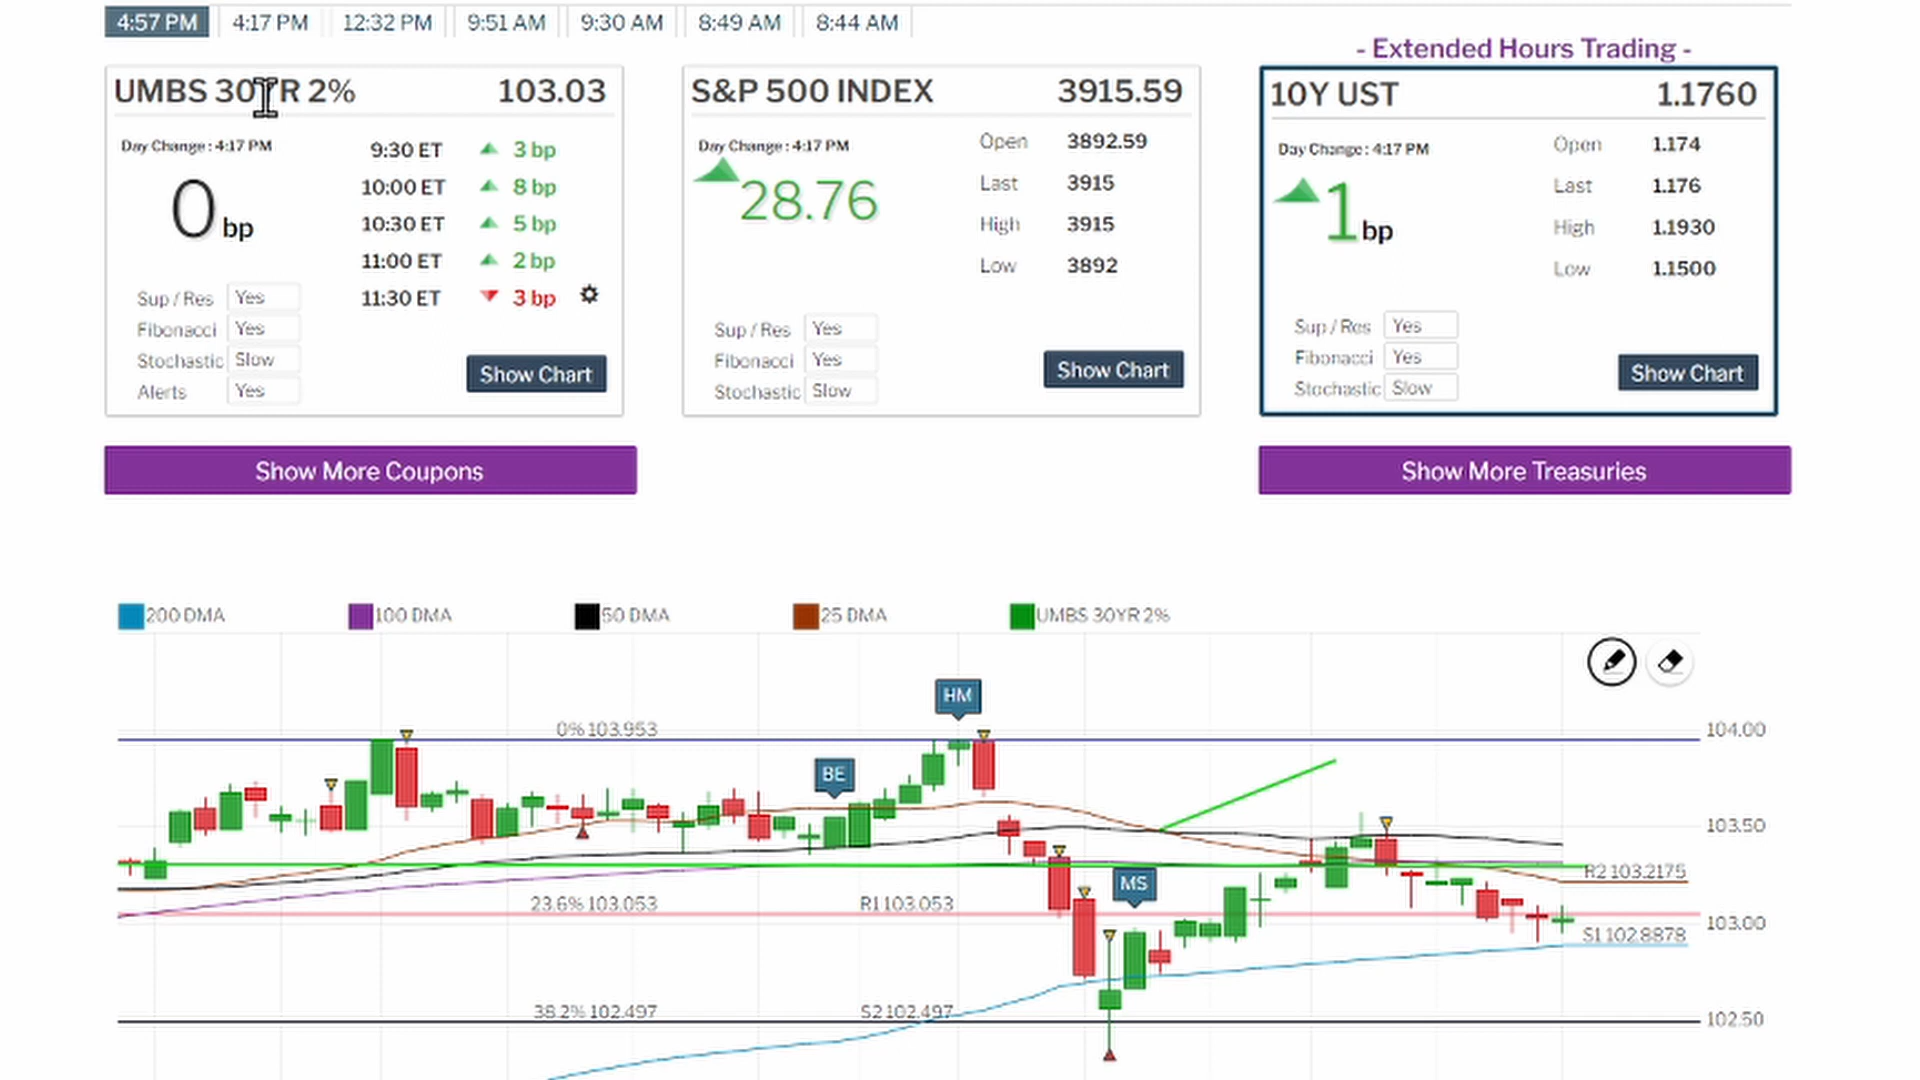 4:57 PM 4:17 PM 12:32 PM 9:51 AM 9:30 AM 8:49 AM 8:44 AM
- Extended Hours Trading -
UMBS 30YR 2% 103.03
Day Change : 4:17 PM
0 bp
9:30 ET 3 bp
10:00 ET 8 bp
10:30 ET 5 bp
11:00 ET 2 bp
11:30 ET 3 bp
Sup / Res Yes
Fibonacci Yes
Stochastic Slow
Alerts Yes
Show Chart
S&P 500 INDEX 3915.59
Day Change : 4:17 PM
28.76
Open 3892.59
Last 3915
High 3915
Low 3892
Sup / Res Yes
Fibonacci Yes
Stochastic Slow
Show Chart
10Y UST 1.1760
Day Change : 4:17 PM
1 bp
Open 1.174
Last 1.176
High 1.1930
Low 1.1500
Sup / Res Yes
Fibonacci Yes
Stochastic Slow
Show Chart
Show More Coupons
Show More Treasuries
200 DMA 100 DMA 50 DMA 25 DMA UMBS 30YR 2%
HM
0% 103.953 104.00
BE
103.50
R2 103.2175
MS
23.6% 103.053 R1 103.053
103.00
S1 102.8878
38.2% 102.497 S2 102.497
102.50